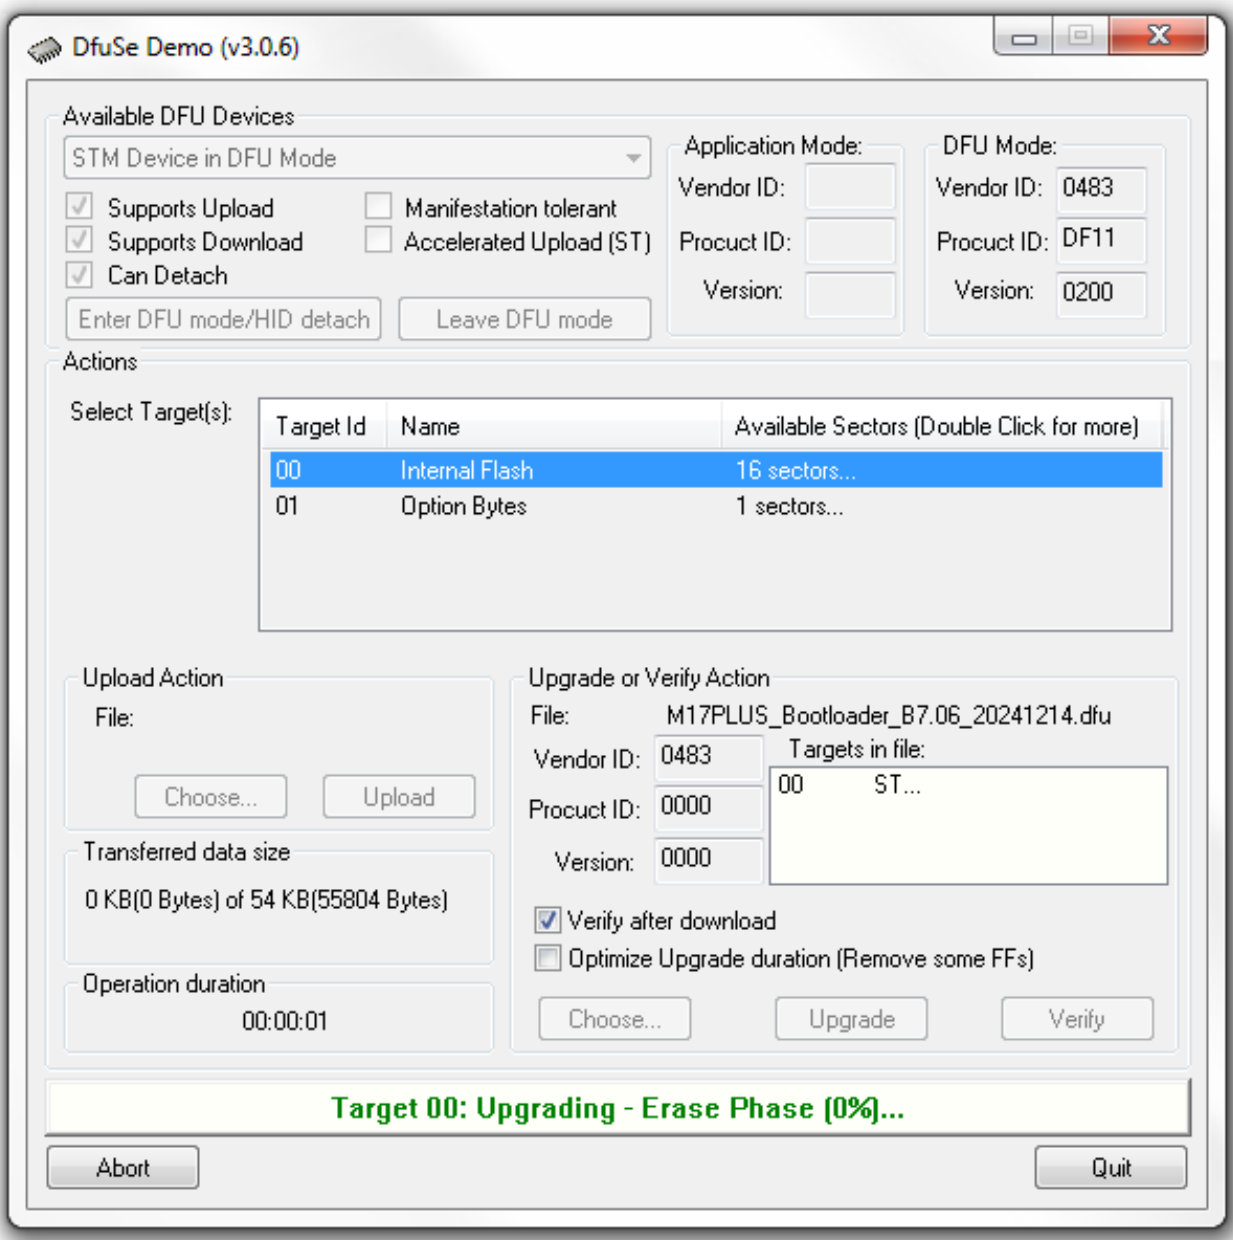 DfuSe Demo (v3.0.6)
Available DFU Devices
STM Device in DFU Mode
Supports Upload
Manifestation tolerant
Supports Download
Accelerated Upload (ST)
Can Detach
Enter DFU mode/HID detach
Leave DFU mode
Application Mode:
Vendor ID:
Procuct ID:
Version:
DFU Mode:
Vendor ID: 0483
Procuct ID: DF11
Version: 0200
Actions
Select Target(s):
Target Id Name Available Sectors (Double Click for more)
00 Internal Flash 16 sectors...
01 Option Bytes 1 sectors...
Upload Action
File:
Choose...
Upload
Transferred data size
0 KB(0 Bytes) of 54 KB(55804 Bytes)
Operation duration
00:00:01
Upgrade or Verify Action
File: M17PLUS_Bootloader_B7.06_20241214.dfu
Vendor ID: 0483
Procuct ID: 0000
Version: 0000
Targets in file:
00 ST...
Verify after download
Optimize Upgrade duration (Remove some FFs)
Choose...
Upgrade
Verify
Target 00: Upgrading - Erase Phase (0%)...
Abort
Quit